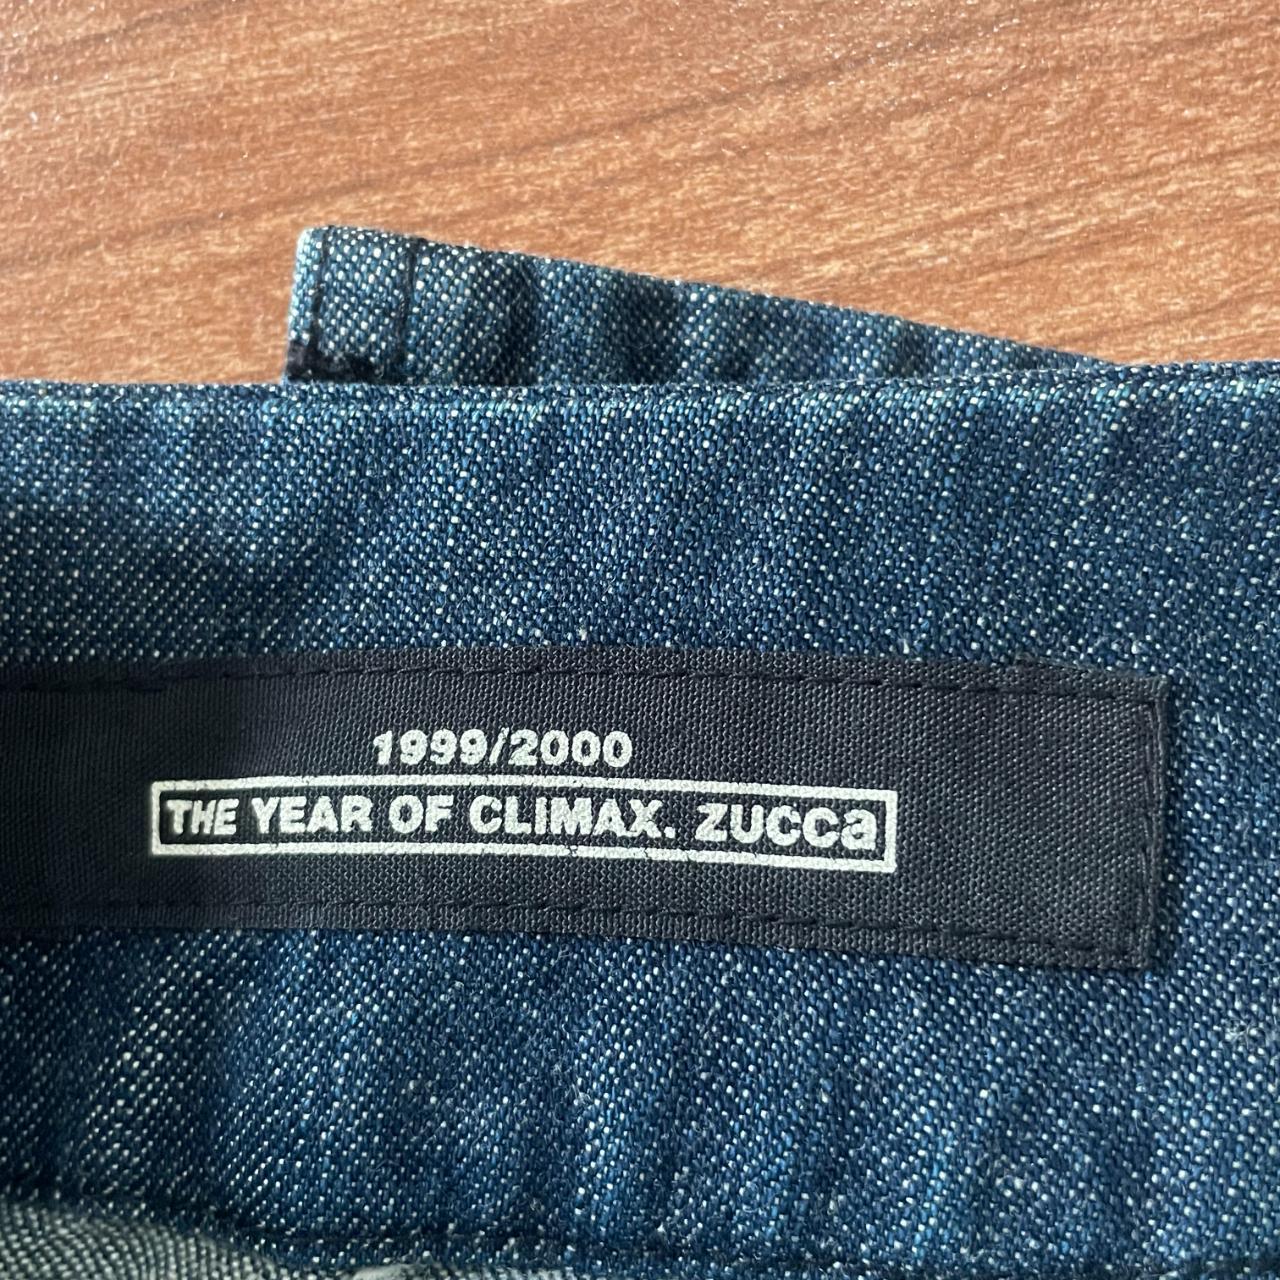 1999/2000
THE YEAR OF CLIMAX. ZUCCa